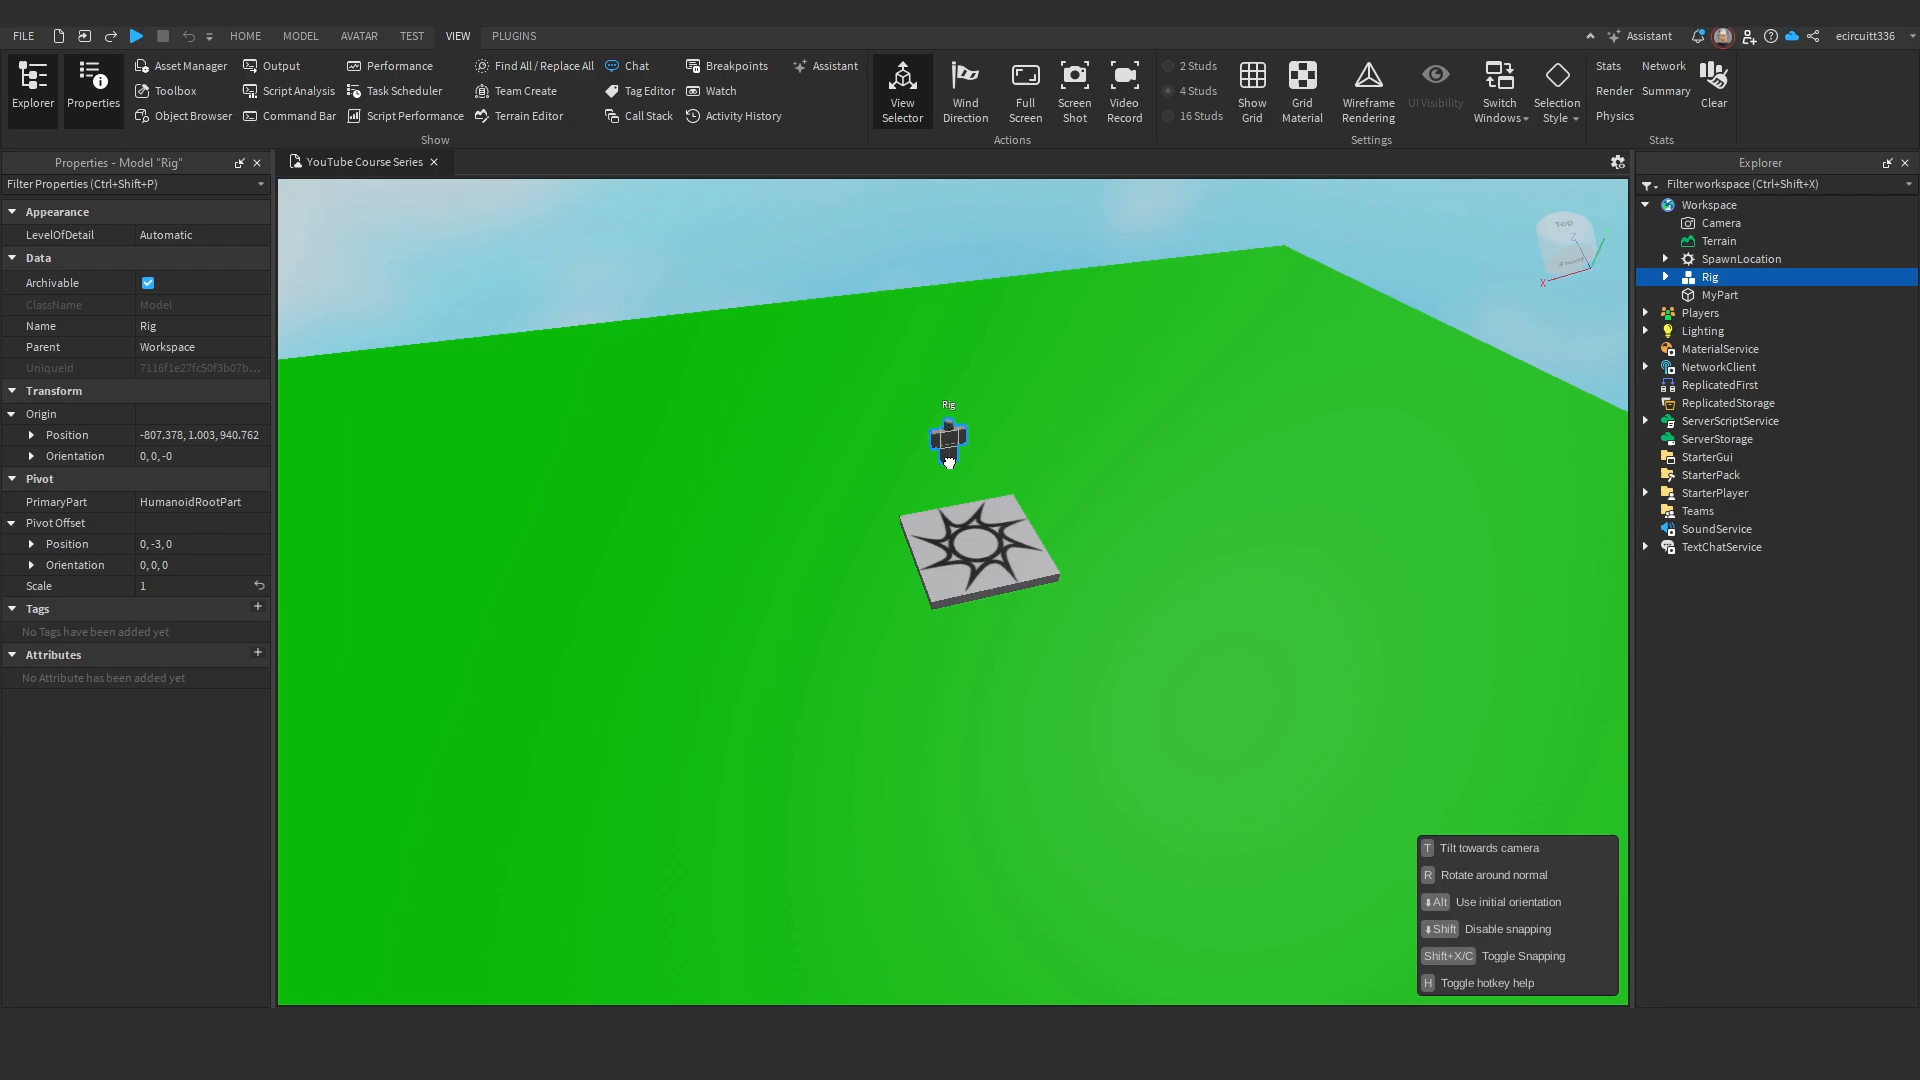 FILE HOME MODEL AVATAR TEST VIEW PLUGINS Assistant ecircuitt336
Explorer
Properties
Asset Manager Output Performance Find All / Replace All Chat Breakpoints Assistant
Toolbox Script Analysis Task Scheduler Team Create Tag Editor Watch
Object Browser Command Bar Script Performance Terrain Editor Call Stack Activity History
Show
View Selector
Wind Direction
Full Screen
Screen Shot
Video Record
Actions
2 Studs
4 Studs
16 Studs
Show Grid
Grid Material
Wireframe Rendering
UI Visibility
Switch Windows
Selection Style
Settings
Stats Network
Render Summary
Physics
Clear
Stats
Properties - Model "Rig"
Filter Properties (Ctrl+Shift+P)
Appearance
LevelOfDetail Automatic
Data
Archivable
ClassName Model
Name Rig
Parent Workspace
UniqueId 7116f1e27fc50f3b07b...
Transform
Origin
Position -807.378, 1.003, 940.762
Orientation 0, 0, -0
Pivot
PrimaryPart HumanoidRootPart
Pivot Offset
Position 0, -3, 0
Orientation 0, 0, 0
Scale 1
Tags
No Tags have been added yet
Attributes
No Attribute has been added yet
YouTube Course Series
Top
Front
X
Z
Rig
T Tilt towards camera
R Rotate around normal
Alt Use initial orientation
Shift Disable snapping
Shift+X/C Toggle Snapping
H Toggle hotkey help
Explorer
Filter workspace (Ctrl+Shift+X)
Workspace
Camera
Terrain
SpawnLocation
Rig
MyPart
Players
Lighting
MaterialService
NetworkClient
ReplicatedFirst
ReplicatedStorage
ServerScriptService
ServerStorage
StarterGui
StarterPack
StarterPlayer
Teams
SoundService
TextChatService